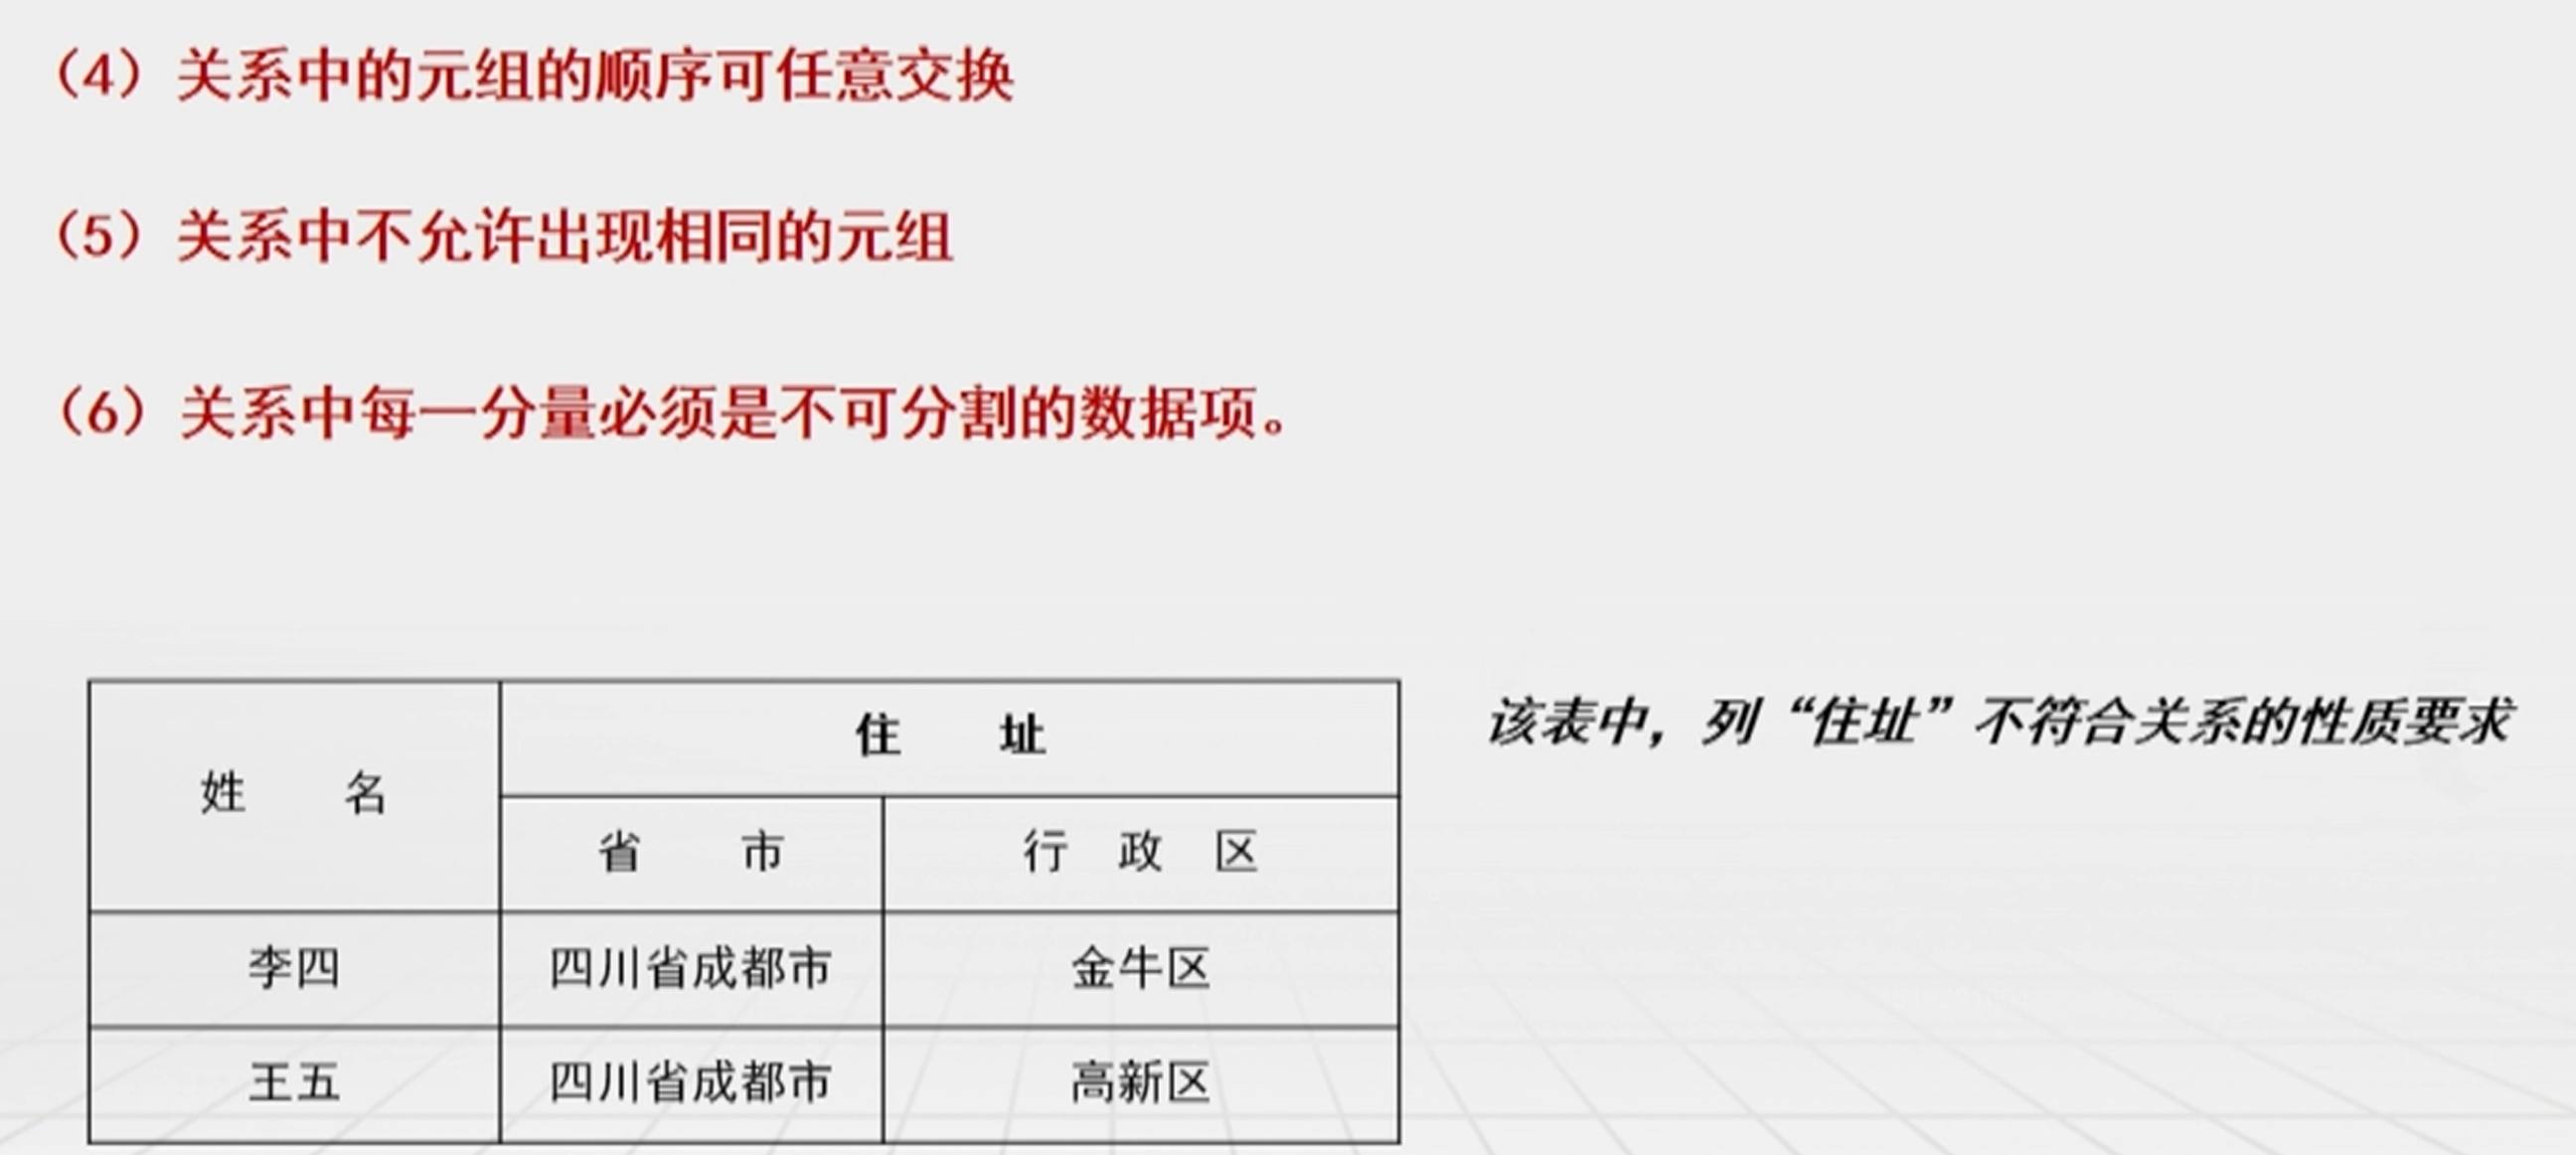 （4）关系中的元组的顺序可任意交换
（5）关系中不允许出现相同的元组
（6）关系中每一分量必须是不可分割的数据项。
该表中，列“住址”不符合关系的性质要求
姓 名 住 址
省 市 行 政 区
李四 四川省成都市 金牛区
王五 四川省成都市 高新区